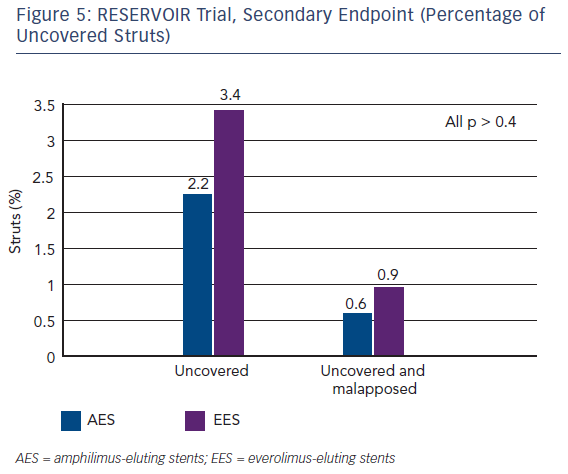 Figure 5: RESERVOIR Trial, Secondary Endpoint (Percentage of
Uncovered Struts)
All p > 0.4
Struts (%)
3.5
3
2.5
2
1.5
1
0.5
0
2.2
3.4
0.6
0.9
Uncovered
Uncovered and
malapposed
AES
EES
AES = amphilimus-eluting stents; EES = everolimus-eluting stents